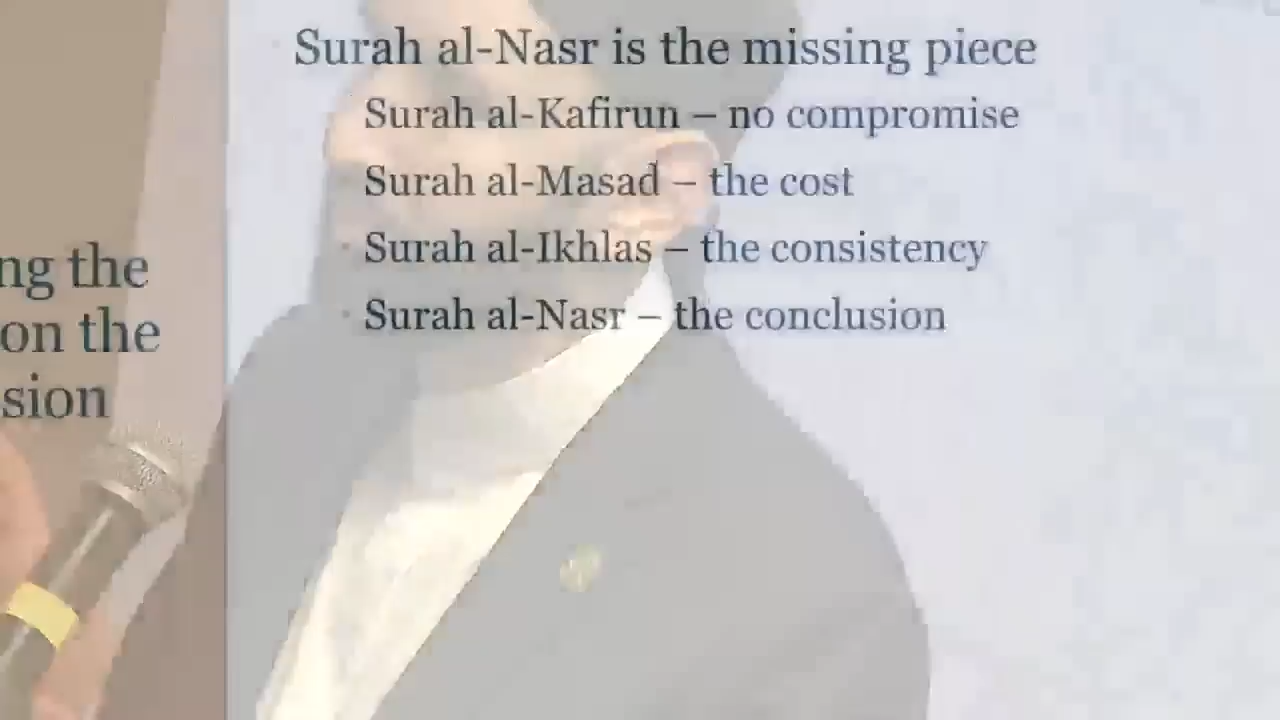 ng the
on the
sion
Surah al-Nasr is the missing piece
Surah al-Kafirun – no compromise
Surah al-Masad – the cost
Surah al-Ikhlas – the consistency
Surah al-Nasr – the conclusion